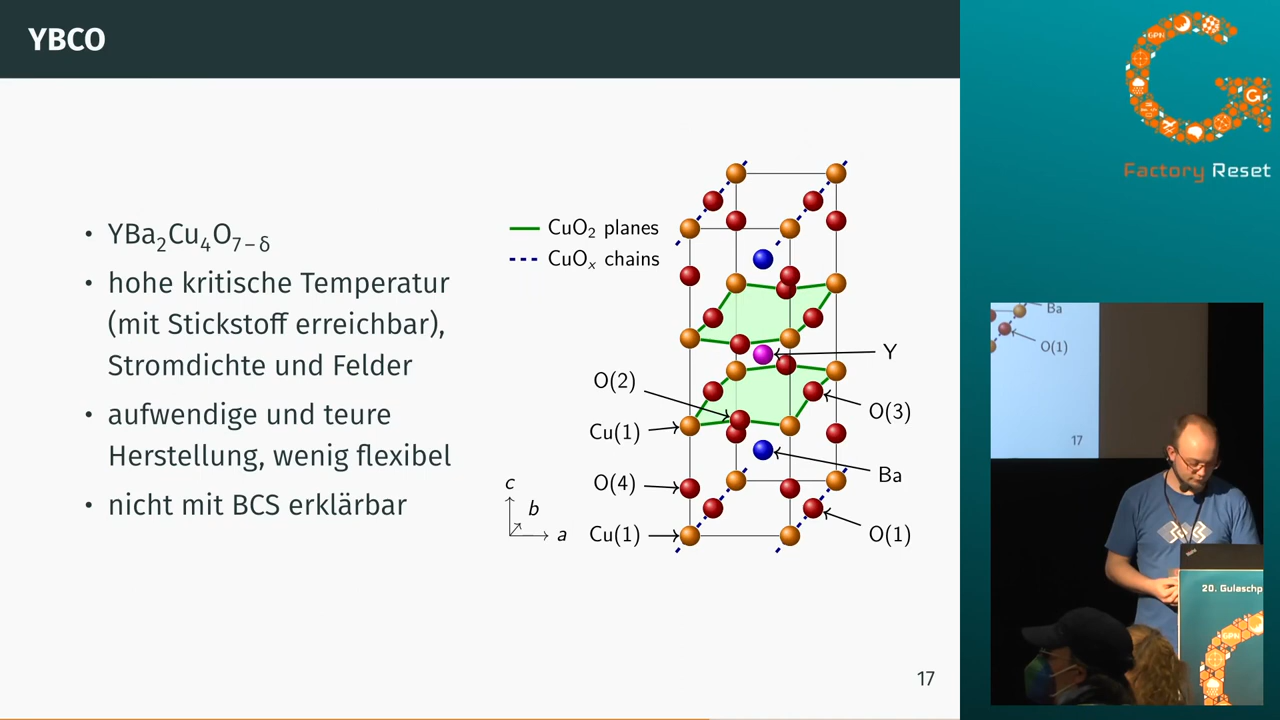 YBCO
• YBa₂Cu₄O₇₋δ
• hohe kritische Temperatur
(mit Stickstoff erreichbar),
Stromdichte und Felder
• aufwendige und teure
Herstellung, wenig flexibel
• nicht mit BCS erklärbar
CuO₂ planes
CuOₓ chains
Y
O(2)
O(3)
Cu(1)
Ba
O(4)
c
b
a
Cu(1)
O(1)
17
GPN
Factory Reset
Ba
O(1)
17
20. Gulaschp
GPN